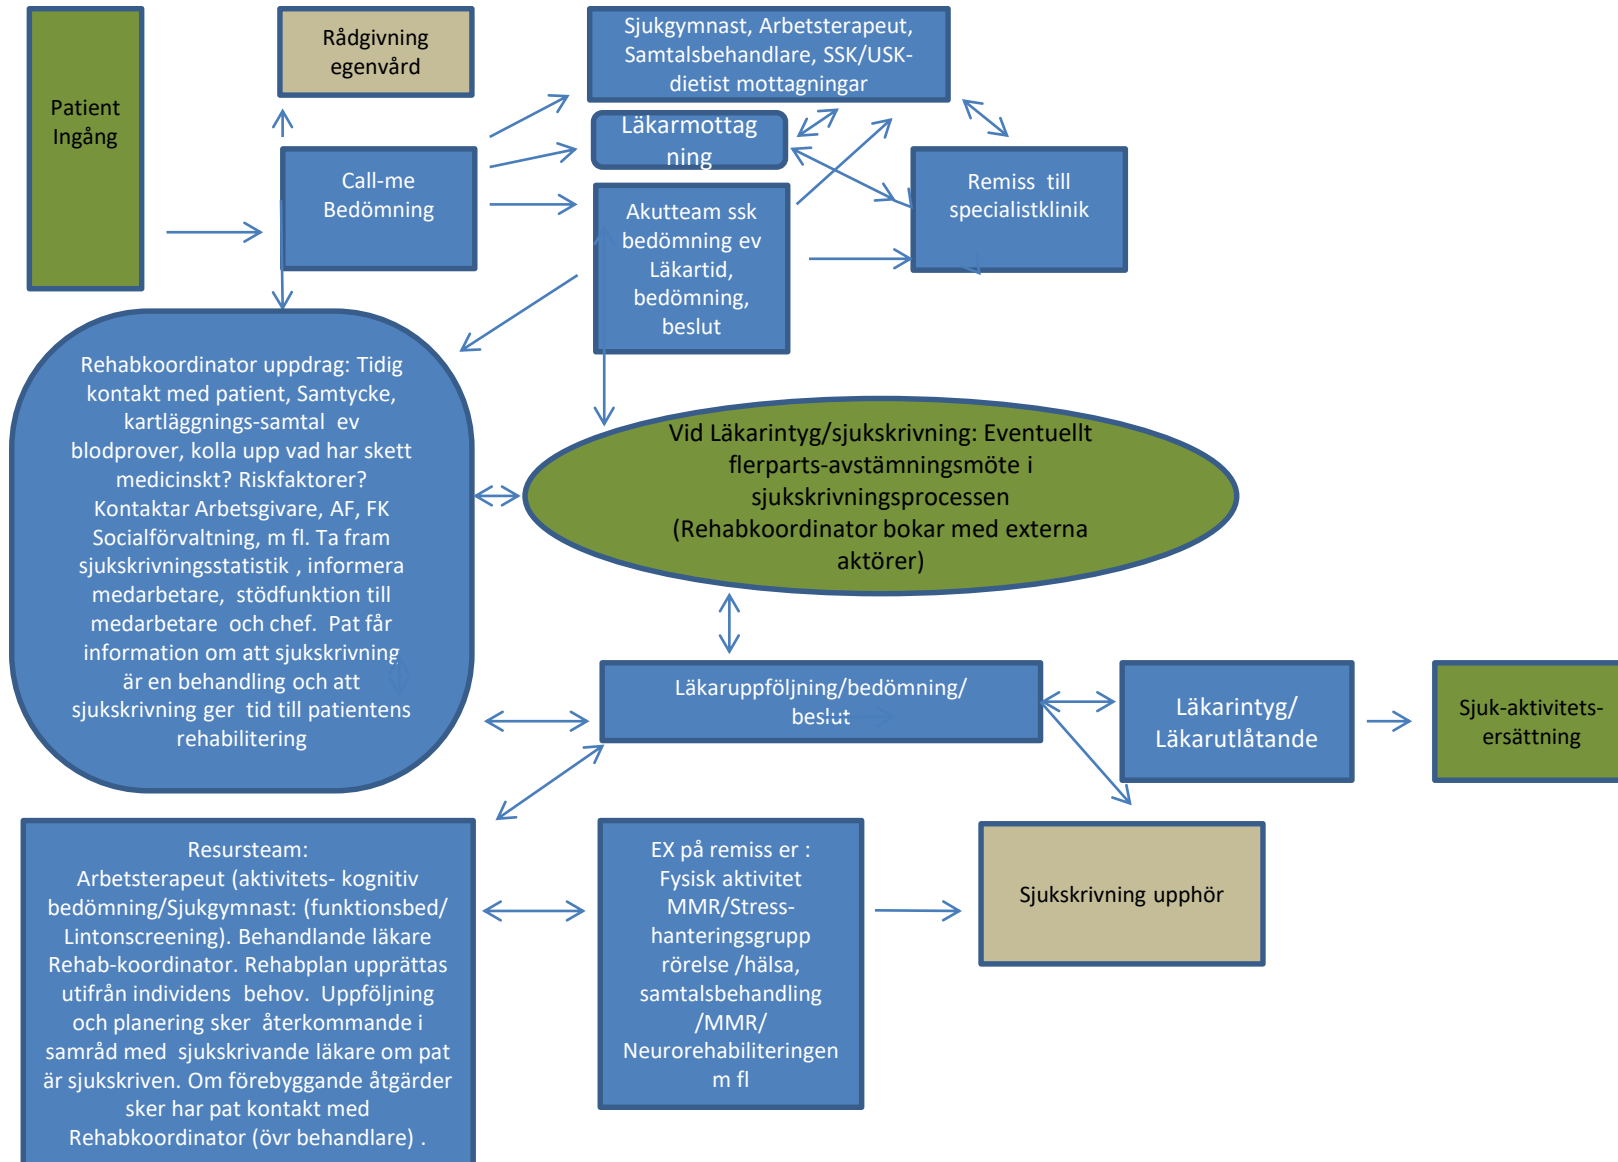 Patient
Ingång
Rådgivning
egenvård
Sjukgymnast, Arbetsterapeut,
Samtalsbehandlare, SSK/USK-
dietist mottagningar
Läkarmottag
ning
Call-me
Bedömning
Remiss till
specialistklinik
Akutteam ssk
bedömning ev
Läkartid,
bedömning,
beslut
Rehabkoordinator uppdrag: Tidig
kontakt med patient, Samtycke,
kartläggnings-samtal ev
blodprover, kolla upp vad har skett
medicinskt? Riskfaktorer?
Kontaktar Arbetsgivare, AF, FK
Socialförvaltning, m fl. Ta fram
sjukskrivningsstatistik , informera
medarbetare, stödfunktion till
medarbetare och chef. Pat får
information om att sjukskrivning
är en behandling och att
sjukskrivning ger tid till patientens
rehabilitering
Vid Läkarintyg/sjukskrivning: Eventuellt
flerparts-avstämningsmöte i
sjukskrivningsprocessen
(Rehabkoordinator bokar med externa
aktörer)
Läkaruppföljning/bedömning/
beslut
Läkarintyg/
Läkarutlåtande
Sjuk-aktivitets-
ersättning
Resursteam:
Arbetsterapeut (aktivitets- kognitiv
bedömning/Sjukgymnast: (funktionsbed/
Lintonscreening). Behandlande läkare
Rehab-koordinator. Rehabplan upprättas
utifrån individens behov. Uppföljning
och planering sker återkommande i
samråd med sjukskrivande läkare om pat
är sjukskriven. Om förebyggande åtgärder
sker har pat kontakt med
Rehabkoordinator (övr behandlare) .
EX på remiss er :
Fysisk aktivitet
MMR/Stress-
hanteringsgrupp
rörelse /hälsa,
samtalsbehandling
/MMR/
Neurorehabiliteringen
m fl
Sjukskrivning upphör